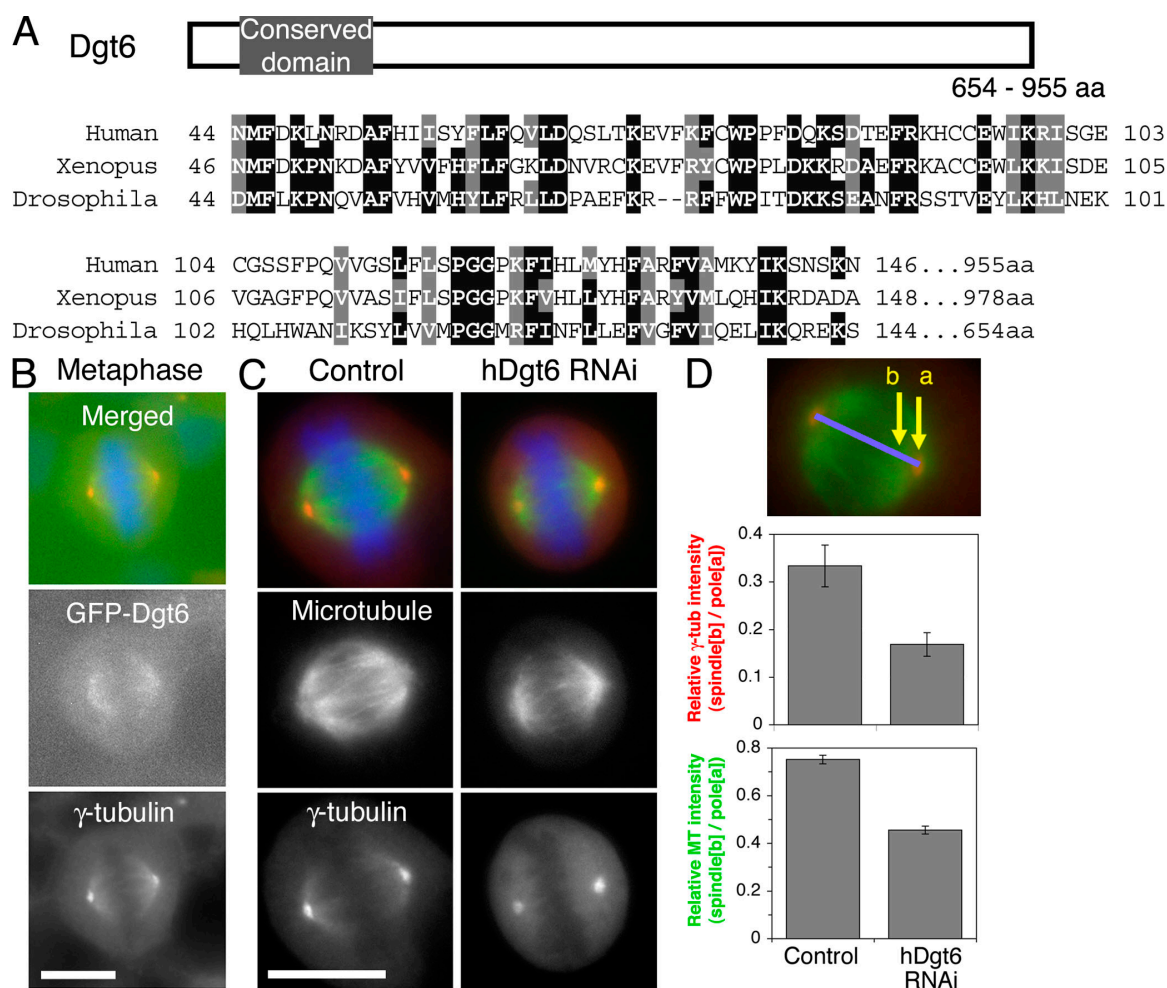 A
Dgt6
Conserved
domain
654 - 955 aa
Human 44 NMFDKLNRDAFHIISYFLFQVLDQSLTKEVFKFCWPPFDQKSDTEFRKHCCEWIKRISGE 103
Xenopus 46 NMFDKPNKDAFYVVFHFLFGKLDNVRCKEVFRYCWPPLDKKRDAEFRKACCEWLKKISDE 105
Drosophila 44 DMFLKPNQVAFVHVMHYLFRLLDPAEFKR--RFFWPITDKKSEANFRSSTVEYLKHLNEK 101
Human 104 CGSSFPQVVGSLFLSPGGPKFIHLMYHFARFVAMKYIKSNSKN 146...955aa
Xenopus 106 VGAGFPQVVASIFLSPGGPKFVHLLYHFARYVMLQHIKRDADA 148...978aa
Drosophila 102 HQLHWANIKSYLVVMPGGMRFINFLLEFVGFVIQELIKQREKS 144...654aa
B Metaphase
Merged
GFP-Dgt6
γ-tubulin
C Control hDgt6 RNAi
Microtubule
γ-tubulin
D
b a
Relative γ-tub intensity
(spindle[b] / pole[a])
0.4
0.3
0.2
0.1
0
Relative MT intensity
(spindle[b] / pole[a])
0.8
0.6
0.4
0.2
0
Control hDgt6
RNAi